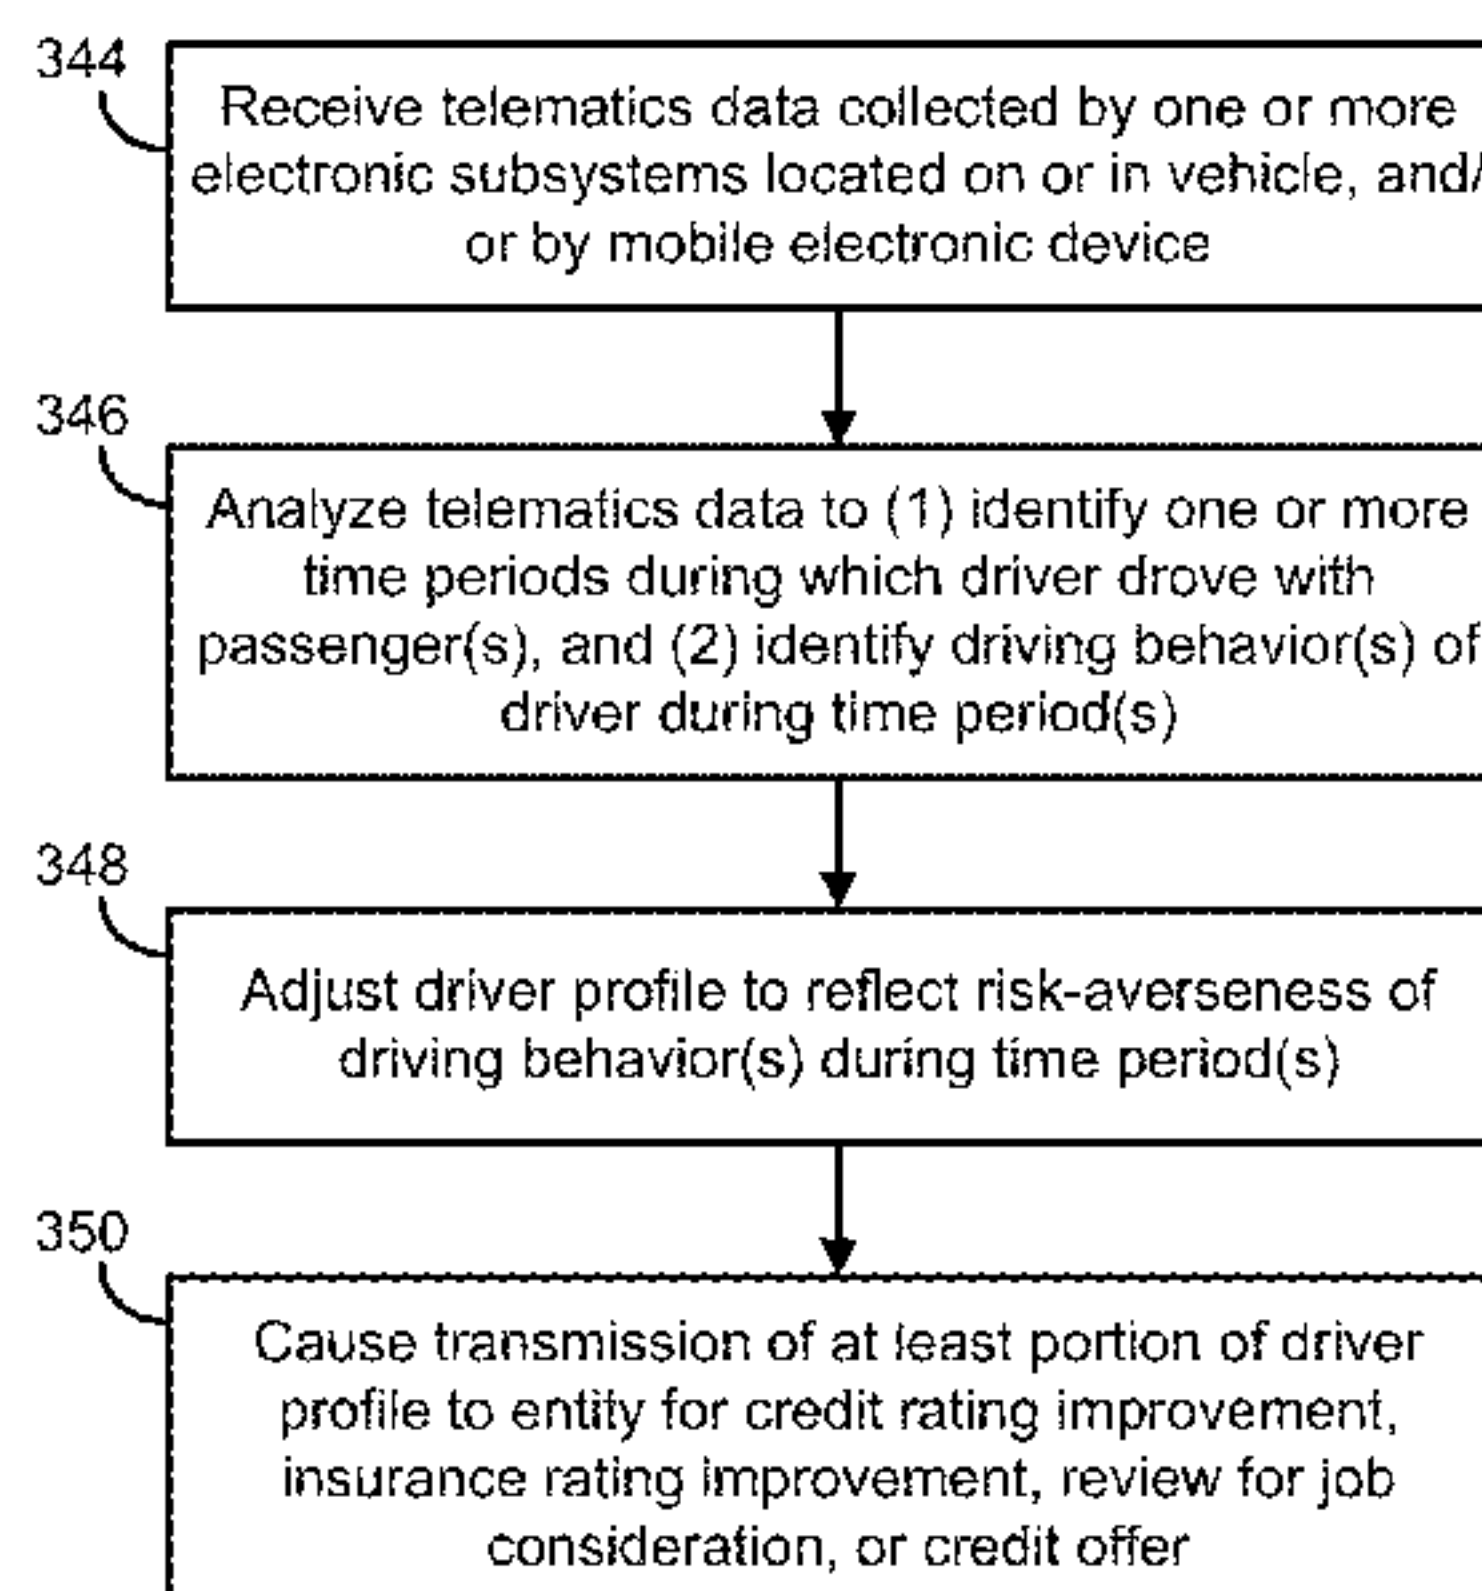 344
Receive telematics data collected by one or more
electronic subsystems located on or in vehicle, and/
or by mobile electronic device
346
Analyze telematics data to (1) identify one or more
time periods during which driver drove with
passenger(s), and (2) identify driving behavior(s) of
driver during time period(s)
348
Adjust driver profile to reflect risk-averseness of
driving behavior(s) during time period(s)
350
Cause transmission of at least portion of driver
profile to entity for credit rating improvement,
insurance rating improvement, review for job
consideration, or credit offer